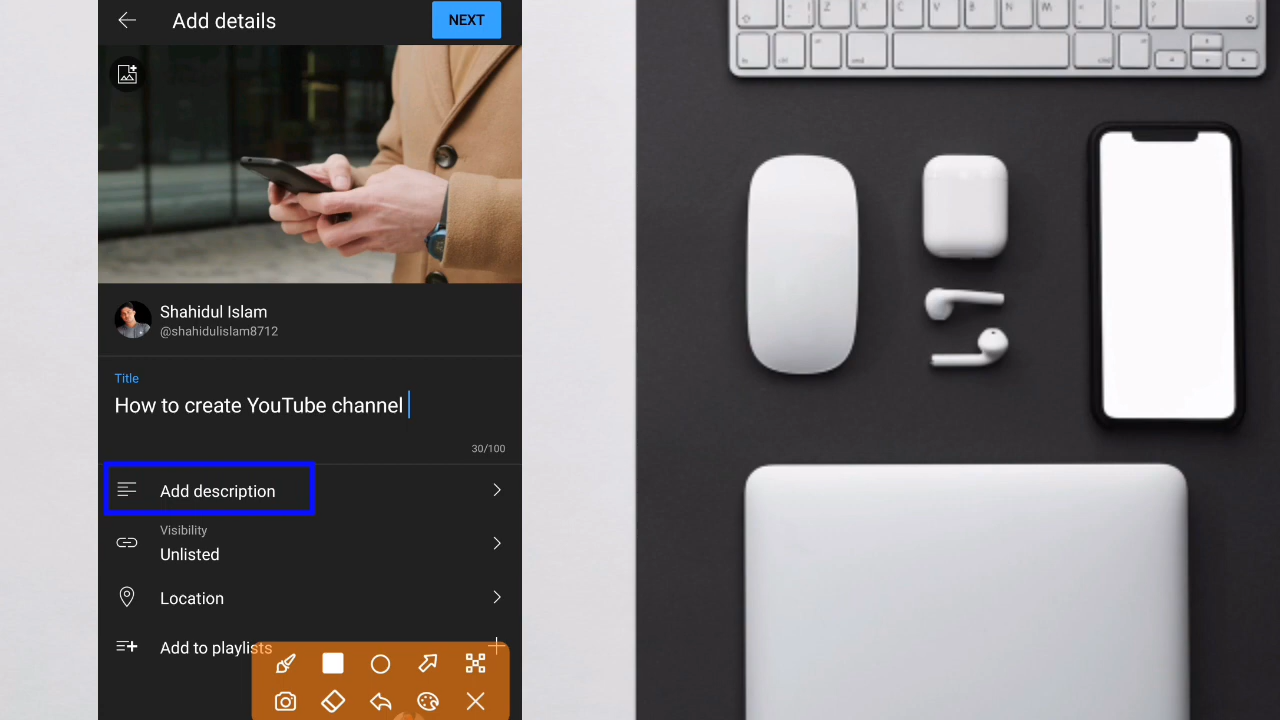 Add details
NEXT
Shahidul Islam
@shahidulislam8712
Title
How to create YouTube channel
30/100
Add description
Visibility
Unlisted
Location
Add to playlists